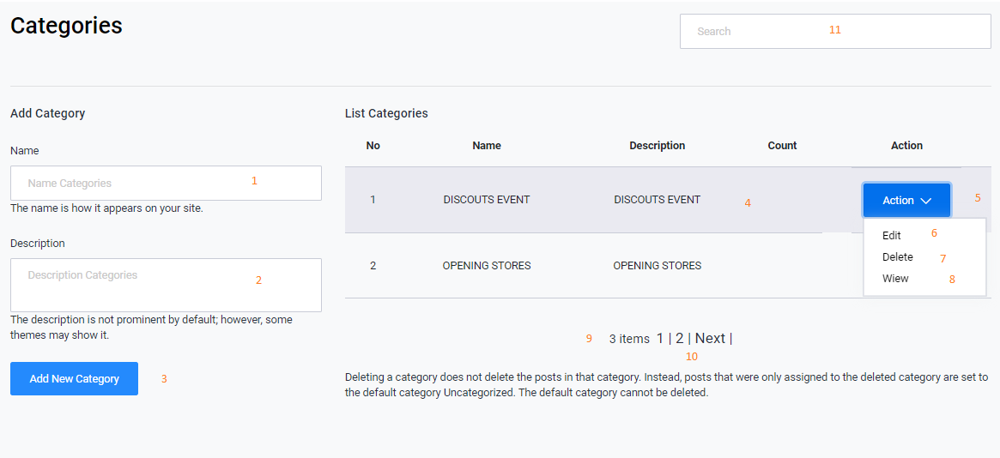 Categories
Search 11
Add Category
Name
Name Categories 1
The name is how it appears on your site.
Description
Description Categories 2
The description is not prominent by default; however, some
themes may show it.
Add New Category 3
List Categories
No Name Description Count Action
1 DISCOUTS EVENT DISCOUTS EVENT 4 Action 5
Edit 6
Delete 7
Wiew 8
2 OPENING STORES OPENING STORES
9 3 items 1 | 2 | Next |
10
Deleting a category does not delete the posts in that category. Instead, posts that were only assigned to the deleted category are set to
the default category Uncategorized. The default category cannot be deleted.